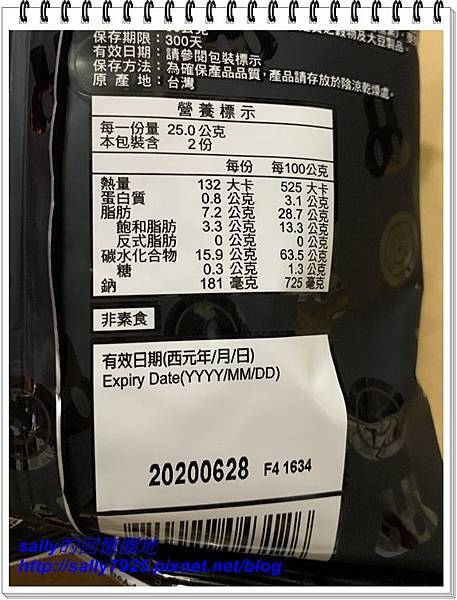 保存期限：300天
有效日期：請參閱包裝標示
保存方法：為確保產品品質，產品請存放於陰涼乾燥處。
原產地：台灣
營養標示
每一份量 25.0公克
本包裝含 2份
每份 每100公克
熱量 132 大卡 525 大卡
蛋白質 0.8 公克 3.1 公克
脂肪 7.2 公克 28.7 公克
飽和脂肪 3.3 公克 13.3 公克
反式脂肪 0 公克 0 公克
碳水化合物 15.9 公克 63.5 公克
糖 0.3 公克 1.3 公克
鈉 181 毫克 725 毫克
非素食
有效日期(西元年/月/日)
Expiry Date(YYYY/MM/DD)
20200628 F4 1634
sally的回憶儀地
http://sally7925.pixnet.net/blog